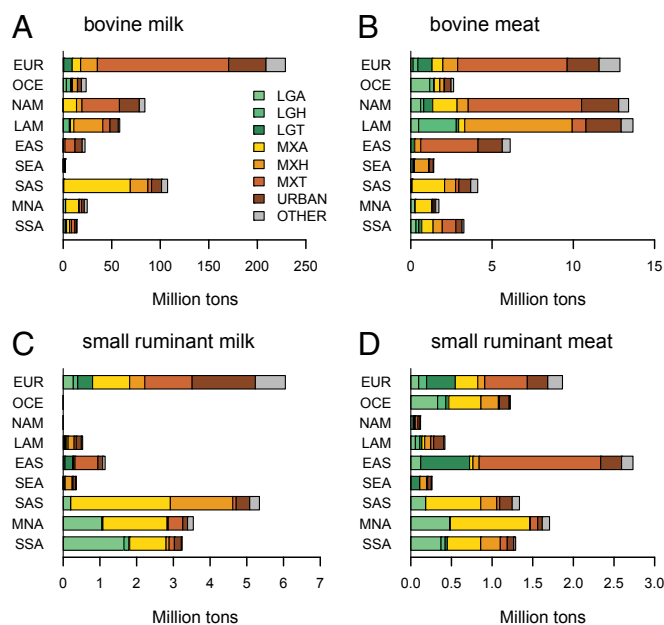 A bovine milk
EUR
OCE
NAM
LAM
EAS
SEA
SAS
MNA
SSA
LGA
LGH
LGT
MXA
MXH
MXT
URBAN
OTHER
0 50 100 150 200 250
Million tons
B bovine meat
EUR
OCE
NAM
LAM
EAS
SEA
SAS
MNA
SSA
0 5 10 15
Million tons
C small ruminant milk
EUR
OCE
NAM
LAM
EAS
SEA
SAS
MNA
SSA
0 1 2 3 4 5 6 7
Million tons
D small ruminant meat
EUR
OCE
NAM
LAM
EAS
SEA
SAS
MNA
SSA
0.0 0.5 1.0 1.5 2.0 2.5 3.0
Million tons